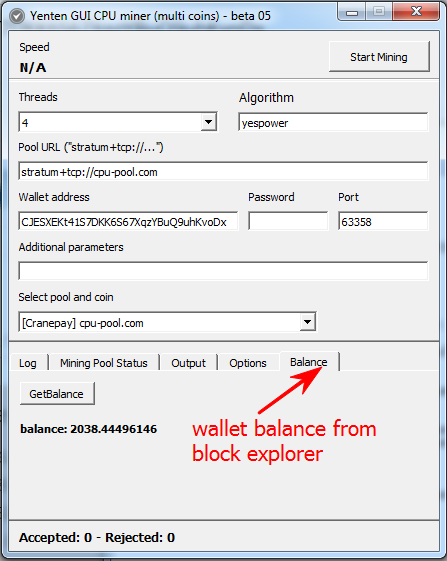 Yenten GUI CPU miner (multi coins) - beta 05
Speed
N/A
Start Mining
Threads
Algorithm
4
yespower
Pool URL ("stratum+tcp://...")
stratum+tcp://cpu-pool.com
Wallet address
Password
Port
CJESXEKt41S7DKK6S67XqzYBuQ9uhKvoDx
63358
Additional parameters
Select pool and coin
[Cranepay] cpu-pool.com
Log
Mining Pool Status
Output
Options
Balance
GetBalance
balance: 2038.44496146
wallet balance from
block explorer
Accepted: 0 - Rejected: 0